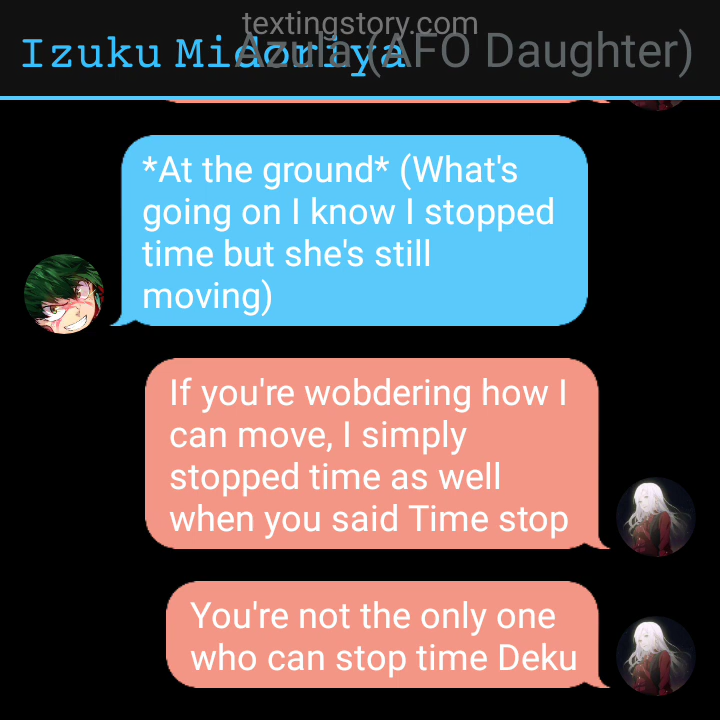 textingstory.com
Izuku Midoriya
Azula (AFO Daughter)
*At the ground* (What's
going on I know I stopped
time but she's still
moving)
If you're wobdering how I
can move, I simply
stopped time as well
when you said Time stop
You're not the only one
who can stop time Deku